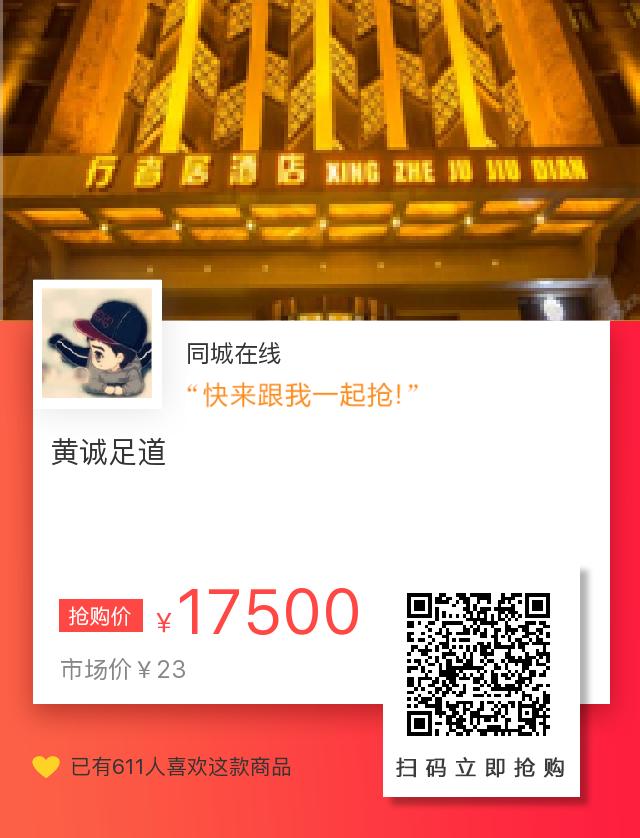 行者居酒店 XING ZHE JU JIU DIAN
同城在线
“快来跟我一起抢!”
黄诚足道
抢购价 ¥17500
市场价¥23
已有611人喜欢这款商品
扫码立即抢购